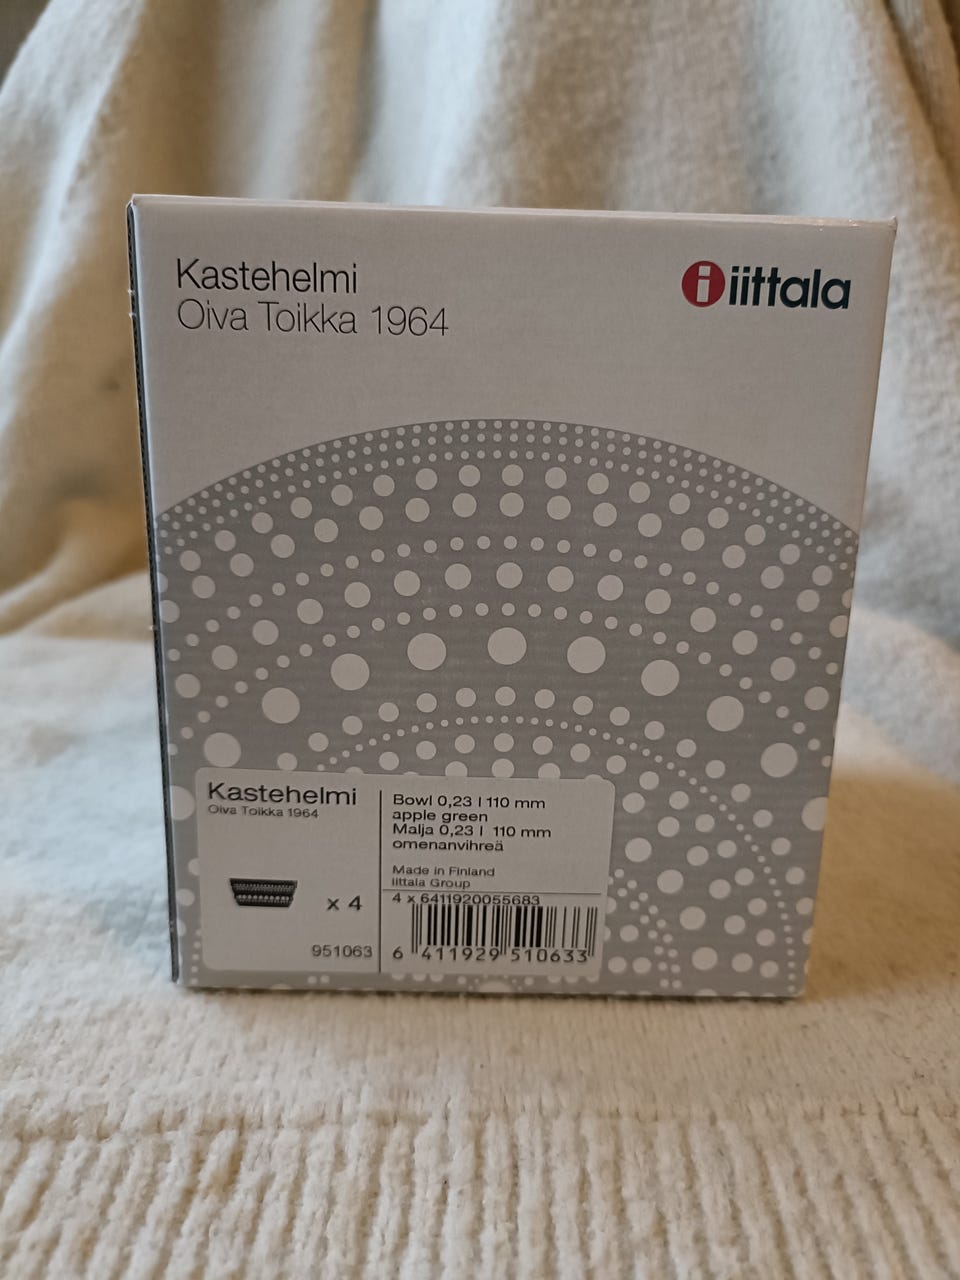 Kastehelmi
Oiva Toikka 1964
i iittala
Kastehelmi
Oiva Toikka 1964
x 4
951063
Bowl 0,23 l 110 mm
apple green
Malja 0,23 l 110 mm
omenanvihreä
Made in Finland
Iittala Group
4 x 6411920055683
6 411929 510633